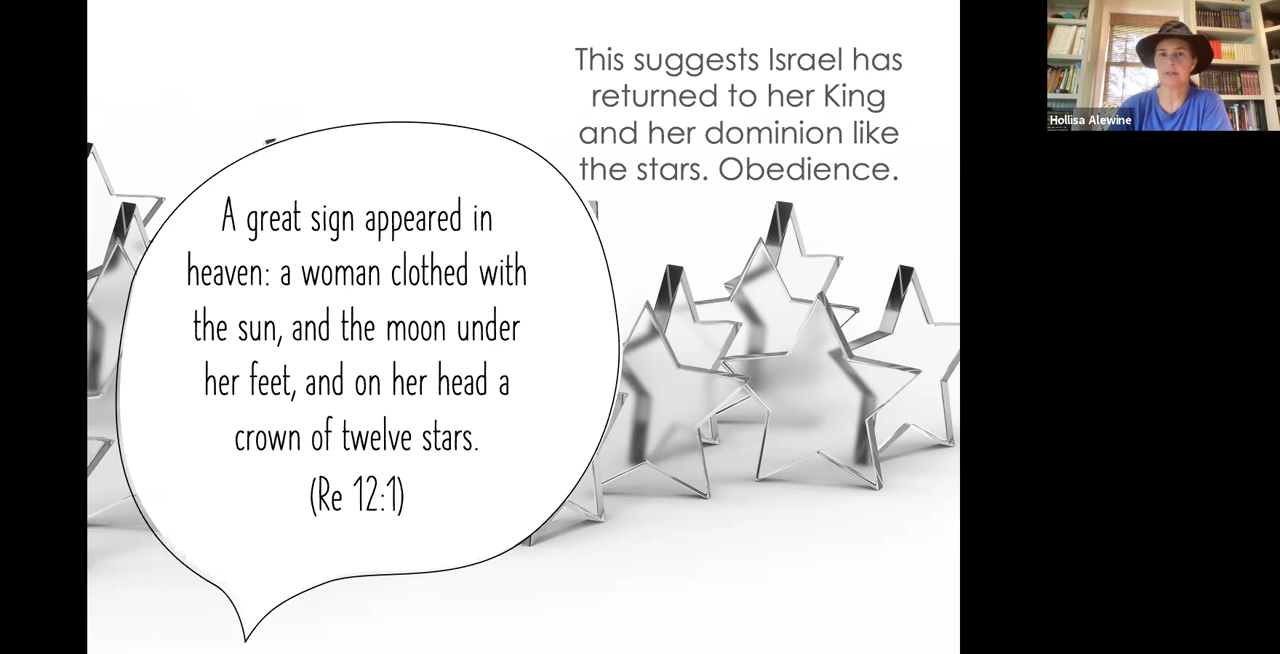 This suggests Israel has
returned to her King
and her dominion like
the stars. Obedience.
A great sign appeared in
heaven: a woman clothed with
the sun, and the moon under
her feet, and on her head a
crown of twelve stars.
(Re 12:1)
Hollisa Alewine